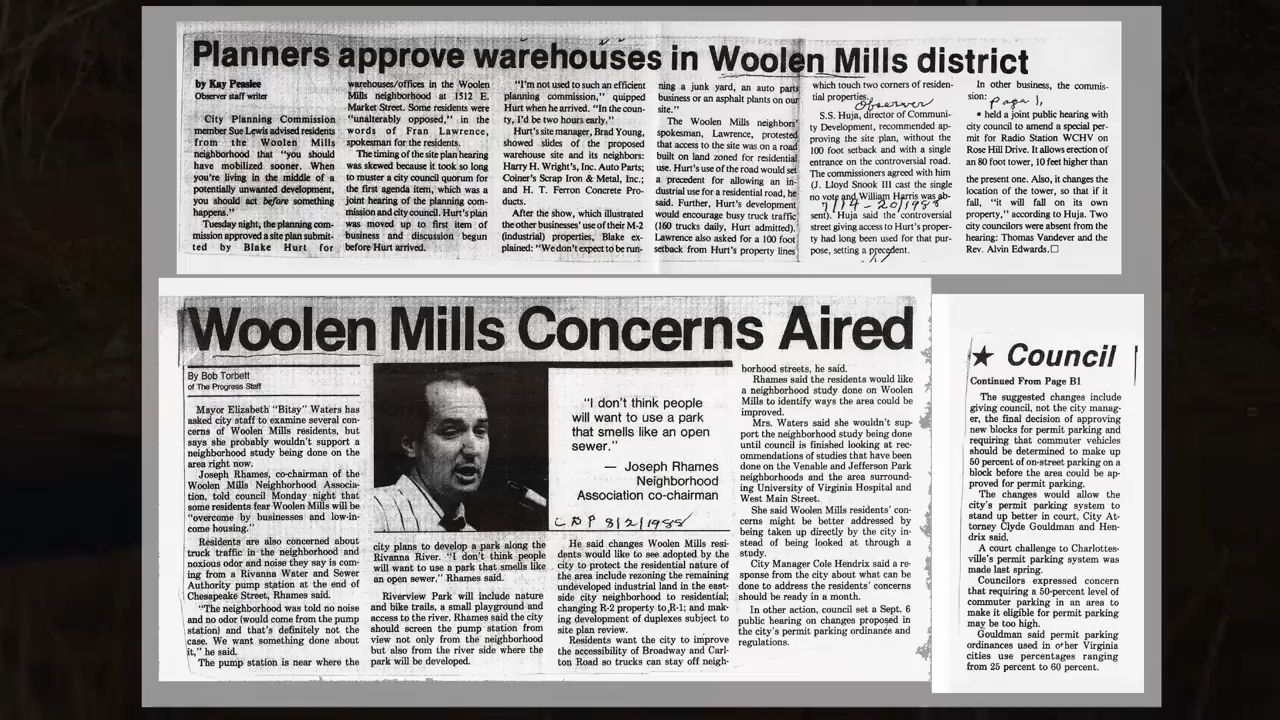 Planners approve warehouses in Woolen Mills district
by Kay Peaslee
Observer staff writer
City Planning Commission
member Sue Lewis advised residents
from the Woolen Mills
neighborhood that "you should
have mobilized sooner. When
you're living in the middle of a
potentially unwanted development,
you should act before something
happens."
Tuesday night, the planning com-
mission approved a site plan submit-
ted by Blake Hurt for
warehouses/offices in the Woolen
Mills neighborhood at 1512 E.
Market Street. Some residents were
"unalterably opposed," in the
words of Fran Lawrence,
spokesman for the residents.
The timing of the site plan hearing
was skewed because it took so long
to muster a city council quorum for
the first agenda item, which was a
joint hearing of the planning com-
mission and city council. Hurt's plan
was moved up to first item of
business and discussion begun
before Hurt arrived.
"I'm not used to such an efficient
planning commission," quipped
Hurt when he arrived. "In the coun-
ty, I'd be two hours early."
Hurt's site manager, Brad Young,
showed slides of the proposed
warehouse site and its neighbors:
Harry H. Wright's, Inc. Auto Parts;
Coiner's Scrap Iron & Metal, Inc.;
and H. T. Ferron Concrete Pro-
ducts.
After the show, which illustrated
the other businesses' use of their M-2
(industrial) properties, Blake ex-
plained: "We don't expect to be run-
ning a junk yard, an auto parts
business or an asphalt plants on our
site."
The Woolen Mills neighbors'
spokesman, Lawrence, protested
that access to the site was on a road
built on land zoned for residential
use. Hurt's use of the road would set
a precedent for allowing an in-
dustrial use for a residential road, he
said. Further, Hurt's development
would encourage busy truck traffic
(160 trucks daily, Hurt admitted).
Lawrence also asked for a 100 foot
setback from Hurt's property lines
which touch two corners of residen-
tial properties.
Observer
S.S. Huja, director of Communi-
ty Development, recommended ap-
proving the site plan, without the
100 foot setback and with a single
entrance on the controversial road.
The commissioners agreed with him
(J. Lloyd Snook III cast the single
no vote and William Harris was ab-
7/14-20/1988
sent). Huja said the controversial
street giving access to Hurt's proper-
ty had long been used for that pur-
pose, setting a precedent.
In other business, the commis-
sion:
page 1,
• held a joint public hearing with
city council to amend a special per-
mit for Radio Station WCHV on
Rose Hill Drive. It allows erection of
an 80 foot tower, 10 feet higher than
the present one. Also, it changes the
location of the tower, so that if it
fall, "it will fall on its own
property," according to Huja. Two
city councilors were absent from the
hearing: Thomas Vandever and the
Rev. Alvin Edwards.□
Woolen Mills Concerns Aired
By Bob Torbett
of The Progress Staff
Mayor Elizabeth "Bitsy" Waters has
asked city staff to examine several con-
cerns of Woolen Mills residents, but
says she probably wouldn't support a
neighborhood study being done on the
area right now.
Joseph Rhames, co-chairman of the
Woolen Mills Neighborhood Associa-
tion, told council Monday night that
some residents fear Woolen Mills will be
"overcome by businesses and low-in-
come housing."
Residents are also concerned about
truck traffic in the neighborhood and
noxious odor and noise they say is com-
ing from a Rivanna Water and Sewer
Authority pump station at the end of
Chesapeake Street, Rhames said.
"The neighborhood was told no noise
and no odor (would come from the pump
station) and that's definitely not the
case. We want something done about
it," he said.
The pump station is near where the
"I don't think people
will want to use a park
that smells like an open
sewer."
— Joseph Rhames
Neighborhood
Association co-chairman
CDP 8/2/1988
city plans to develop a park along the
Rivanna River. "I don't think people
will want to use a park that smells like
an open sewer," Rhames said.
Riverview Park will include nature
and bike trails, a small playground and
access to the river. Rhames said the city
should screen the pump station from
view not only from the neighborhood
but also from the river side where the
park will be developed.
He said changes Woolen Mills resi-
dents would like to see adopted by the
city to protect the residential nature of
the area include rezoning the remaining
undeveloped industrial land in the east-
side city neighborhood to residential;
changing R-2 property to R-1; and mak-
ing development of duplexes subject to
site plan review.
Residents want the city to improve
the accessibility of Broadway and Carl-
ton Road so trucks can stay off neigh-
borhood streets, he said.
Rhames said the residents would like
a neighborhood study done on Woolen
Mills to identify ways the area could be
improved.
Mrs. Waters said she wouldn't sup-
port the neighborhood study being done
until council is finished looking at rec-
ommendations of studies that have been
done on the Venable and Jefferson Park
neighborhoods and the area surround-
ing University of Virginia Hospital and
West Main Street.
She said Woolen Mills residents' con-
cerns might be better addressed by
being taken up directly by the city in-
stead of being looked at through a
study.
City Manager Cole Hendrix said a re-
sponse from the city about what can be
done to address the residents' concerns
should be ready in a month.
In other action, council set a Sept. 6
public hearing on changes proposed in
the city's permit parking ordinance and
regulations.
★ Council
Continued From Page B1
The suggested changes include
giving council, not the city manag-
er, the final decision of approving
new blocks for permit parking and
requiring that commuter vehicles
should be determined to make up
50 percent of on-street parking on a
block before the area could be ap-
proved for permit parking.
The changes would allow the
city's permit parking system to
stand up better in court, City At-
torney Clyde Gouldman and Hen-
drix said.
A court challenge to Charlottes-
ville's permit parking system was
made last spring.
Councilors expressed concern
that requiring a 50-percent level of
commuter parking in an area to
make it eligible for permit parking
may be too high.
Gouldman said permit parking
ordinances used in other Virginia
cities use percentages ranging
from 25 percent to 60 percent.